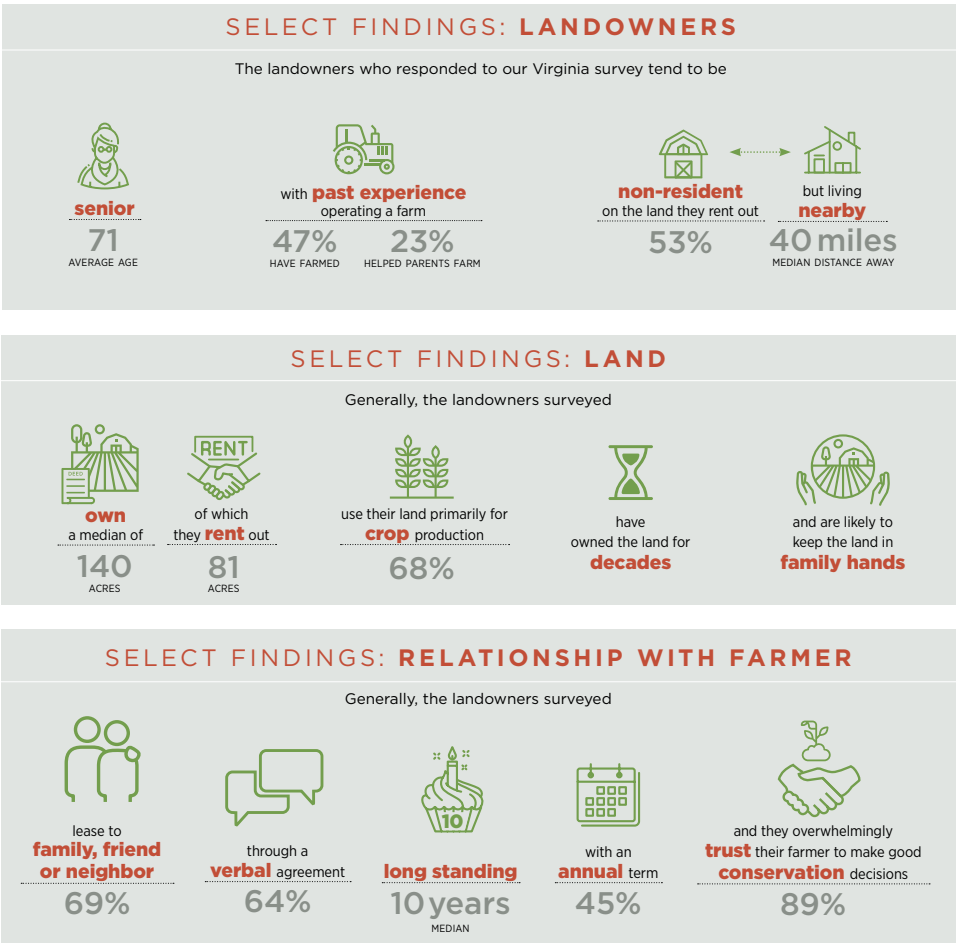 SELECT FINDINGS: LANDOWNERS
The landowners who responded to our Virginia survey tend to be
senior
71
AVERAGE AGE
with past experience
operating a farm
47%
HAVE FARMED
23%
HELPED PARENTS FARM
non-resident
on the land they rent out
53%
but living
nearby
40 miles
MEDIAN DISTANCE AWAY
SELECT FINDINGS: LAND
Generally, the landowners surveyed
DEED
own
a median of
140
ACRES
RENT
of which
they rent out
81
ACRES
use their land primarily for
crop production
68%
have
owned the land for
decades
and are likely to
keep the land in
family hands
SELECT FINDINGS: RELATIONSHIP WITH FARMER
Generally, the landowners surveyed
lease to
family, friend
or neighbor
69%
through a
verbal agreement
64%
10
long standing
10 years
MEDIAN
with an
annual term
45%
and they overwhelmingly
trust their farmer to make good
conservation decisions
89%